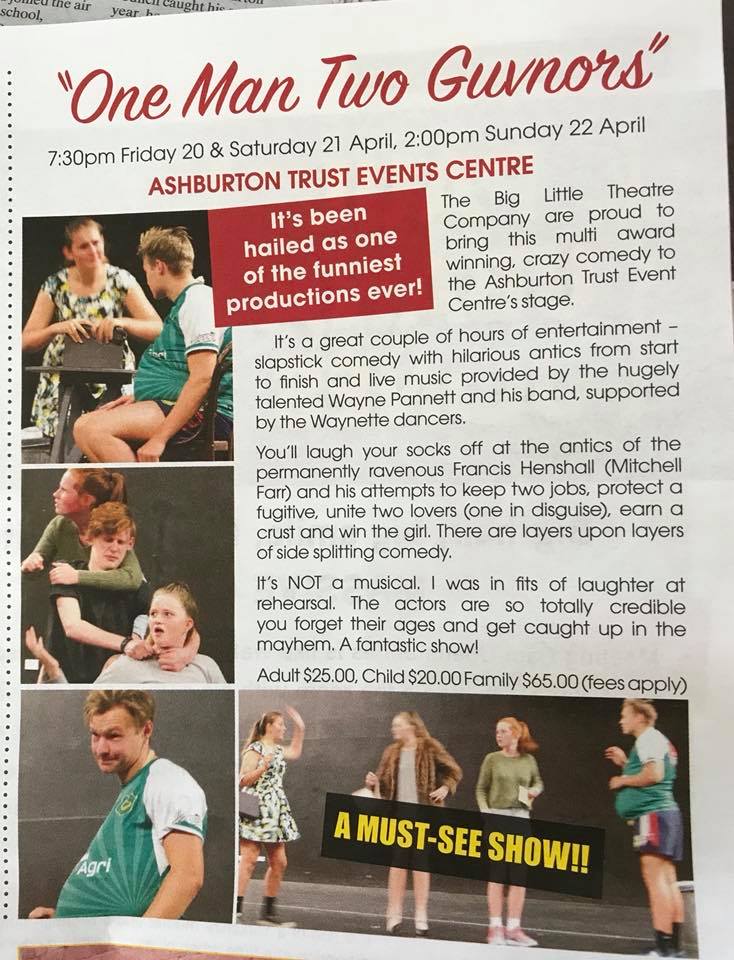 the air
school,
caught his
year,
"One Man Two Guvnors"
7:30pm Friday 20 & Saturday 21 April, 2:00pm Sunday 22 April
ASHBURTON TRUST EVENTS CENTRE
It's been
hailed as one
of the funniest
productions ever!
The Big Little Theatre
Company are proud to
bring this multi award
winning, crazy comedy to
the Ashburton Trust Event
Centre's stage.
It's a great couple of hours of entertainment –
slapstick comedy with hilarious antics from start
to finish and live music provided by the hugely
talented Wayne Pannett and his band, supported
by the Waynette dancers.
You'll laugh your socks off at the antics of the
permanently ravenous Francis Henshall (Mitchell
Farr) and his attempts to keep two jobs, protect a
fugitive, unite two lovers (one in disguise), earn a
crust and win the girl. There are layers upon layers
of side splitting comedy.
It's NOT a musical. I was in fits of laughter at
rehearsal. The actors are so totally credible
you forget their ages and get caught up in the
mayhem. A fantastic show!
Adult $25.00, Child $20.00 Family $65.00 (fees apply)
Agri
A MUST-SEE SHOW!!